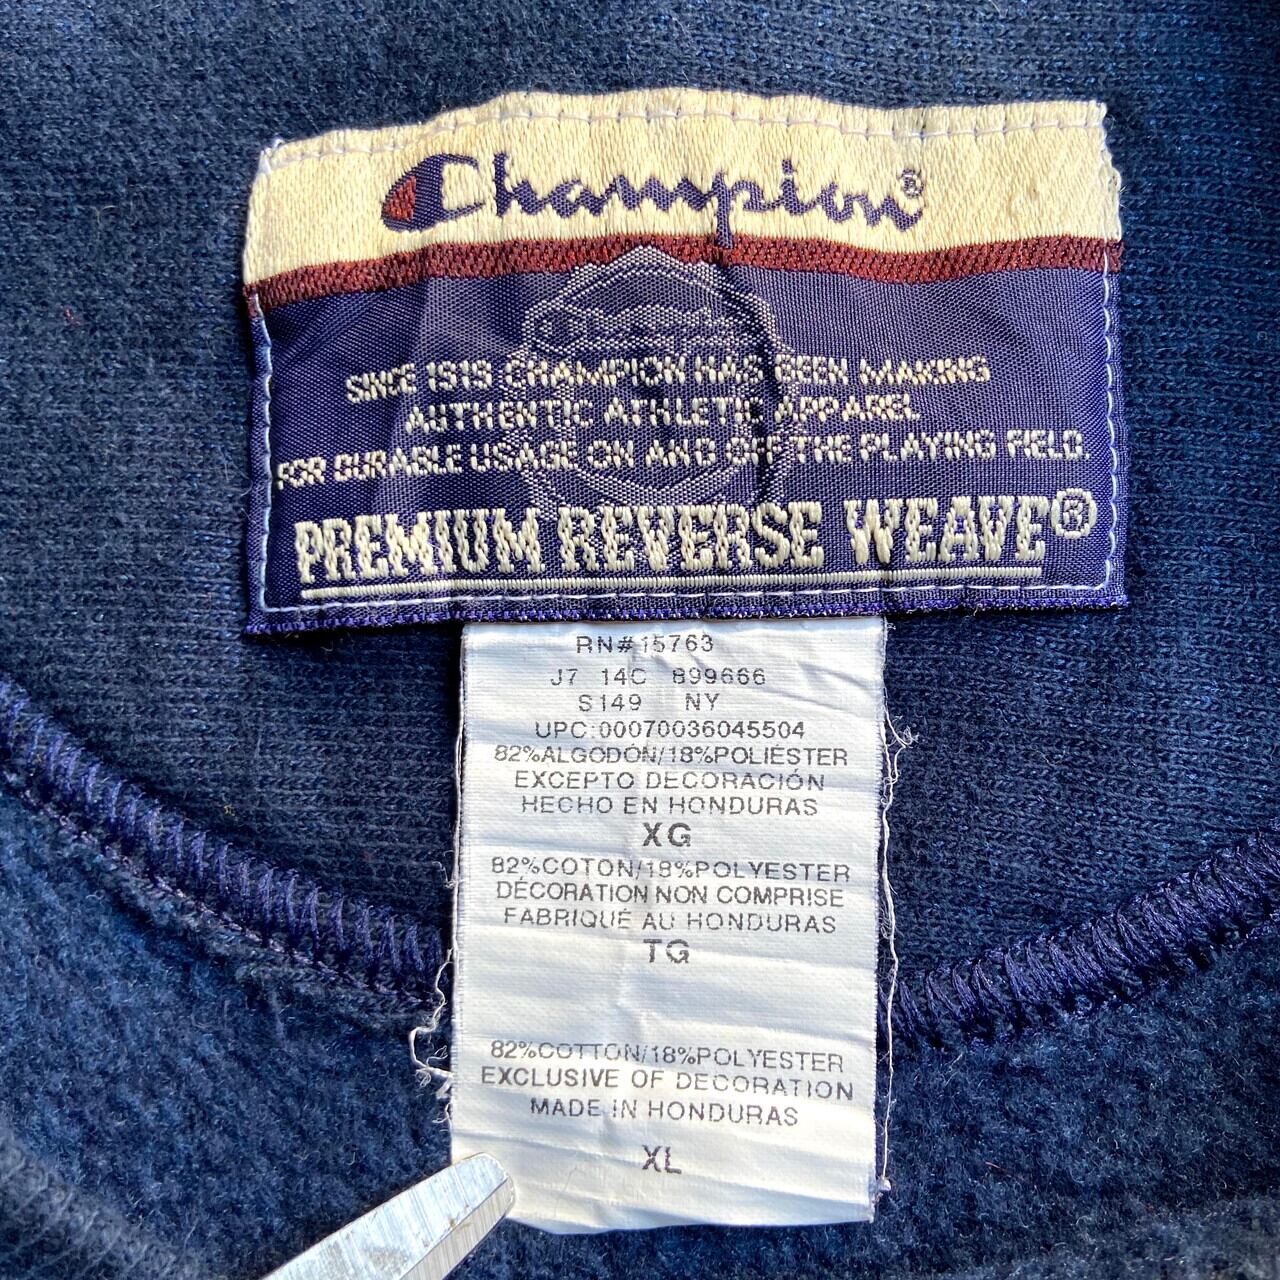 Champion®
SINCE 1919 CHAMPION HAS BEEN MAKING
AUTHENTIC ATHLETIC APPAREL
FOR DURABLE USAGE ON AND OFF THE PLAYING FIELD.
PREMIUM REVERSE WEAVE®
RN#15763
J7 14C 899666
S149 NY
UPC:00070036045504
82%ALGODÓN/18%POLIÉSTER
EXCEPTO DECORACIÓN
HECHO EN HONDURAS
XG
82%COTON/18%POLYESTER
DÉCORATION NON COMPRISE
FABRIQUÉ AU HONDURAS
TG
82%COTTON/18%POLYESTER
EXCLUSIVE OF DECORATION
MADE IN HONDURAS
XL